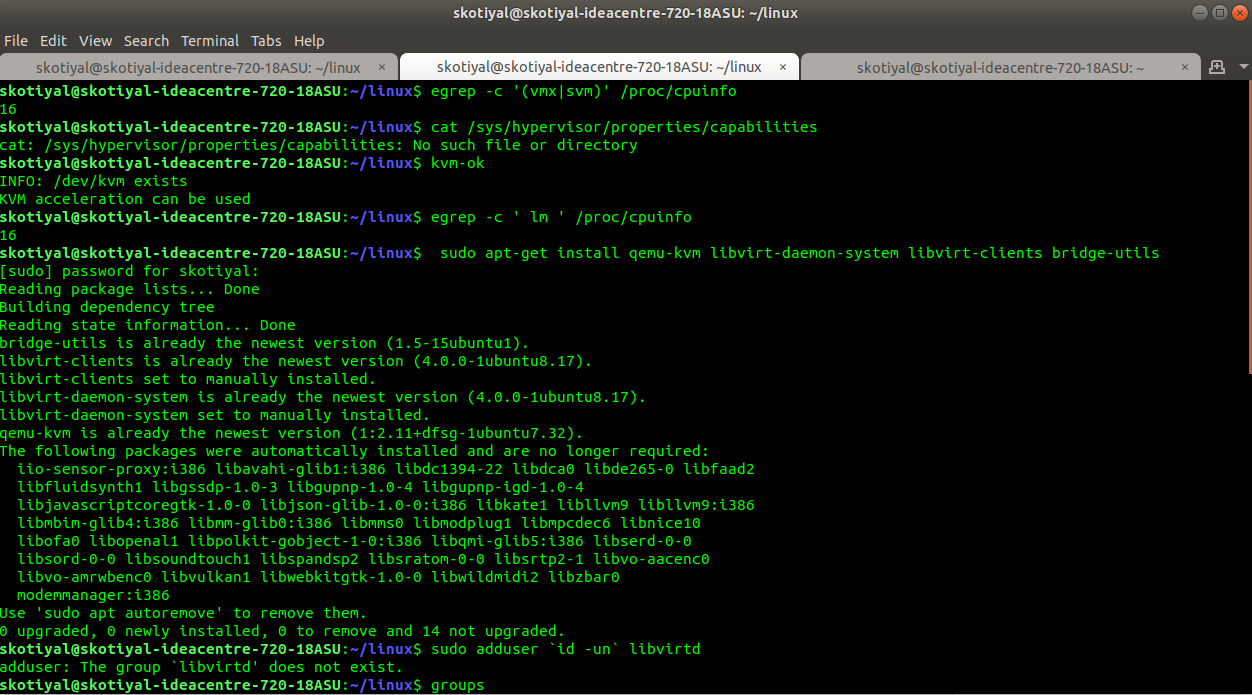 skotiyal@skotiyal-ideacentre-720-18ASU: ~/linux
File Edit View Search Terminal Tabs Help
skotiyal@skotiyal-ideacentre-720-18ASU: ~/linux × skotiyal@skotiyal-ideacentre-720-18ASU: ~/linux × skotiyal@skotiyal-ideacentre-720-18ASU: ~ ×
skotiyal@skotiyal-ideacentre-720-18ASU:~/linux$ egrep -c '(vmx|svm)' /proc/cpuinfo
16
skotiyal@skotiyal-ideacentre-720-18ASU:~/linux$ cat /sys/hypervisor/properties/capabilities
cat: /sys/hypervisor/properties/capabilities: No such file or directory
skotiyal@skotiyal-ideacentre-720-18ASU:~/linux$ kvm-ok
INFO: /dev/kvm exists
KVM acceleration can be used
skotiyal@skotiyal-ideacentre-720-18ASU:~/linux$ egrep -c ' lm ' /proc/cpuinfo
16
skotiyal@skotiyal-ideacentre-720-18ASU:~/linux$  sudo apt-get install qemu-kvm libvirt-daemon-system libvirt-clients bridge-utils
[sudo] password for skotiyal:
Reading package lists... Done
Building dependency tree
Reading state information... Done
bridge-utils is already the newest version (1.5-15ubuntu1).
libvirt-clients is already the newest version (4.0.0-1ubuntu8.17).
libvirt-clients set to manually installed.
libvirt-daemon-system is already the newest version (4.0.0-1ubuntu8.17).
libvirt-daemon-system set to manually installed.
qemu-kvm is already the newest version (1:2.11+dfsg-1ubuntu7.32).
The following packages were automatically installed and are no longer required:
  iio-sensor-proxy:i386 libavahi-glib1:i386 libdc1394-22 libdca0 libde265-0 libfaad2
  libfluidsynth1 libgssdp-1.0-3 libgupnp-1.0-4 libgupnp-igd-1.0-4
  libjavascriptcoregtk-1.0-0 libjson-glib-1.0-0:i386 libkate1 libllvm9 libllvm9:i386
  libmbim-glib4:i386 libmm-glib0:i386 libmms0 libmodplug1 libmpcdec6 libnice10
  libofa0 libopenal1 libpolkit-gobject-1-0:i386 libqmi-glib5:i386 libserd-0-0
  libsord-0-0 libsoundtouch1 libspandsp2 libsratom-0-0 libsrtp2-1 libvo-aacenc0
  libvo-amrwbenc0 libvulkan1 libwebkitgtk-1.0-0 libwildmidi2 libzbar0
  modemmanager:i386
Use 'sudo apt autoremove' to remove them.
0 upgraded, 0 newly installed, 0 to remove and 14 not upgraded.
skotiyal@skotiyal-ideacentre-720-18ASU:~/linux$ sudo adduser `id -un` libvirtd
adduser: The group `libvirtd' does not exist.
skotiyal@skotiyal-ideacentre-720-18ASU:~/linux$ groups